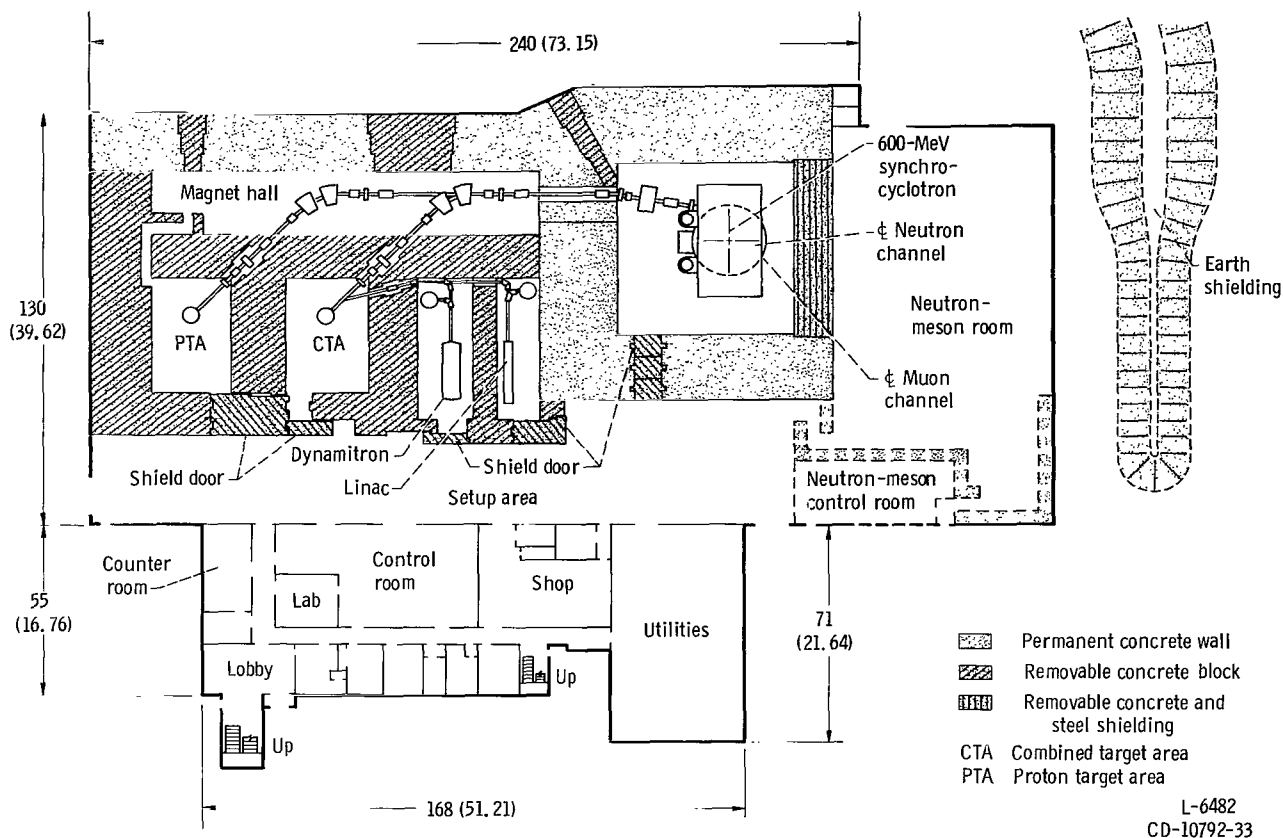 240 (73.15)
600-MeV
synchro-
cyclotron
Magnet hall
℄ Neutron
channel
Earth
shielding
130
(39.62)
Neutron-
meson room
PTA
CTA
℄ Muon
channel
Shield door
Dynamitron
Linac
Shield door
Setup area
Neutron-meson
control room
Counter
room
Control
room
Lab
Shop
55
(16.76)
71
(21.64)
Utilities
Lobby
Up
Up
Permanent concrete wall
Removable concrete block
Removable concrete and
steel shielding
CTA Combined target area
PTA Proton target area
168 (51.21)
L-6482
CD-10792-33